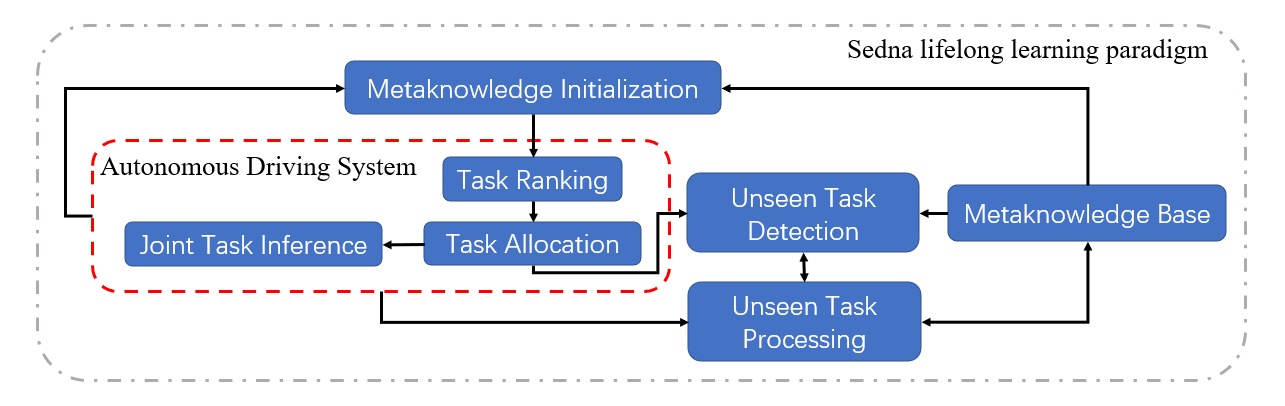 Sedna lifelong learning paradigm
Metaknowledge Initialization
Autonomous Driving System
Task Ranking
Unseen Task
Detection
Metaknowledge Base
Joint Task Inference
Task Allocation
Unseen Task
Processing